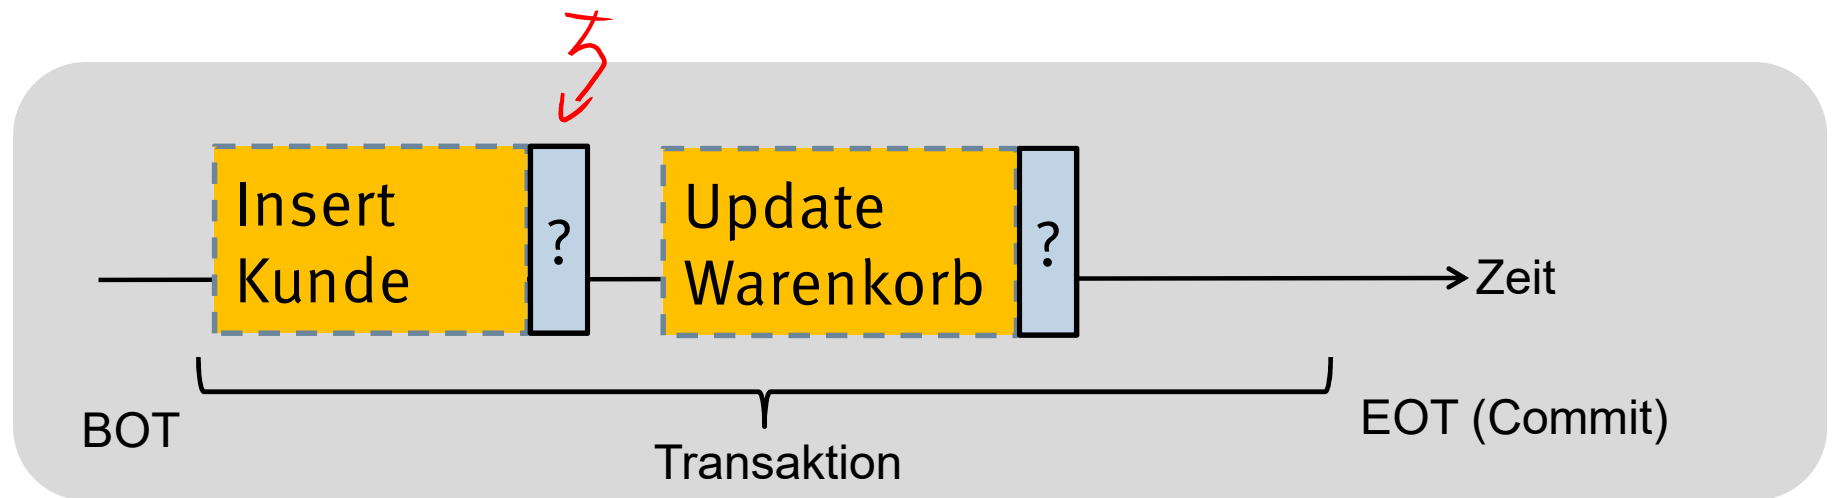 Insert
Kunde
?
Update
Warenkorb
?
Zeit
BOT
Transaktion
EOT (Commit)